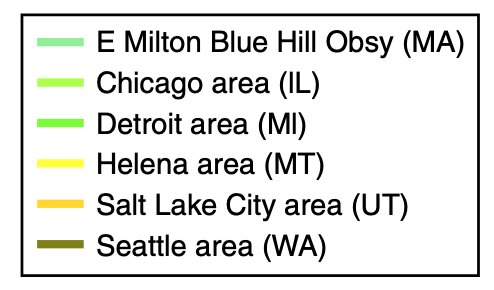 E Milton Blue Hill Obsy (MA)
Chicago area (IL)
Detroit area (MI)
Helena area (MT)
Salt Lake City area (UT)
Seattle area (WA)